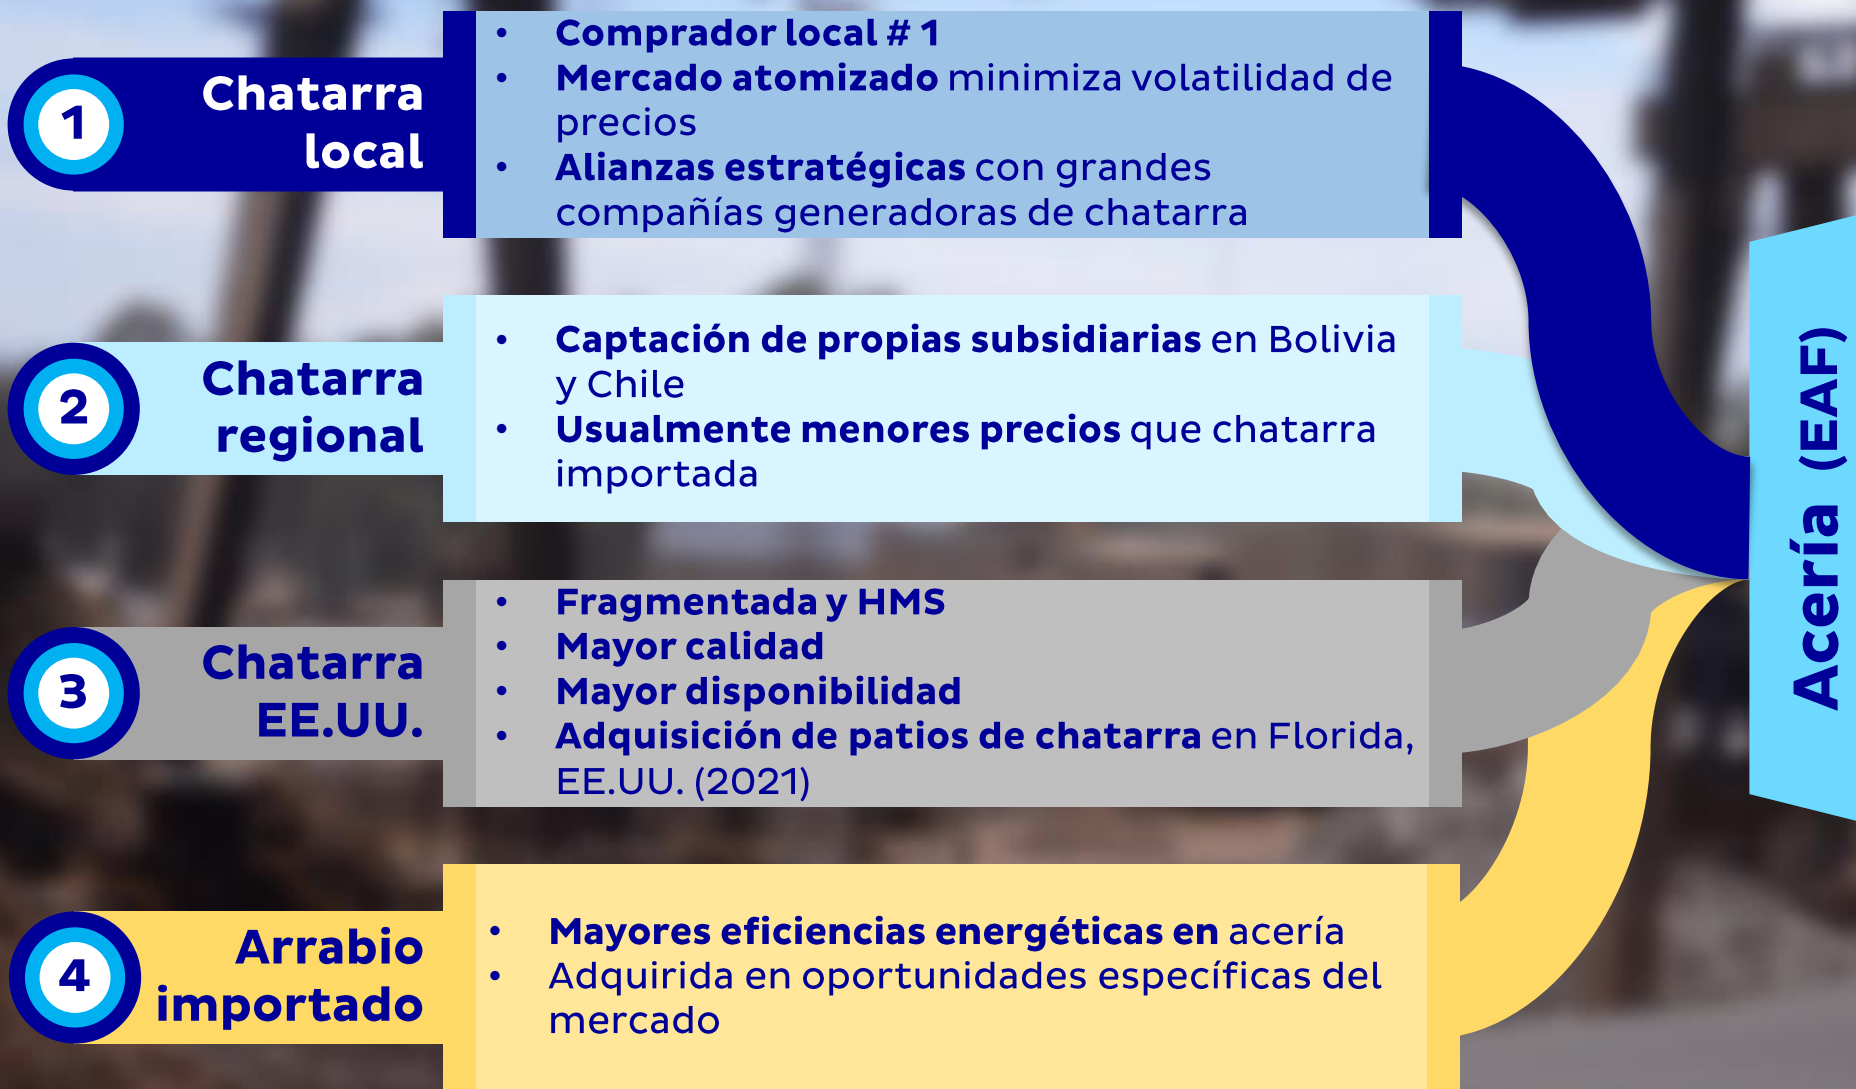 1
Chatarra
local
• Comprador local # 1
• Mercado atomizado minimiza volatilidad de
precios
• Alianzas estratégicas con grandes
compañías generadoras de chatarra
2
Chatarra
regional
• Captación de propias subsidiarias en Bolivia
y Chile
• Usualmente menores precios que chatarra
importada
3
Chatarra
EE.UU.
• Fragmentada y HMS
• Mayor calidad
• Mayor disponibilidad
• Adquisición de patios de chatarra en Florida,
EE.UU. (2021)
4
Arrabio
importado
• Mayores eficiencias energéticas en acería
• Adquirida en oportunidades específicas del
mercado
Acería (EAF)